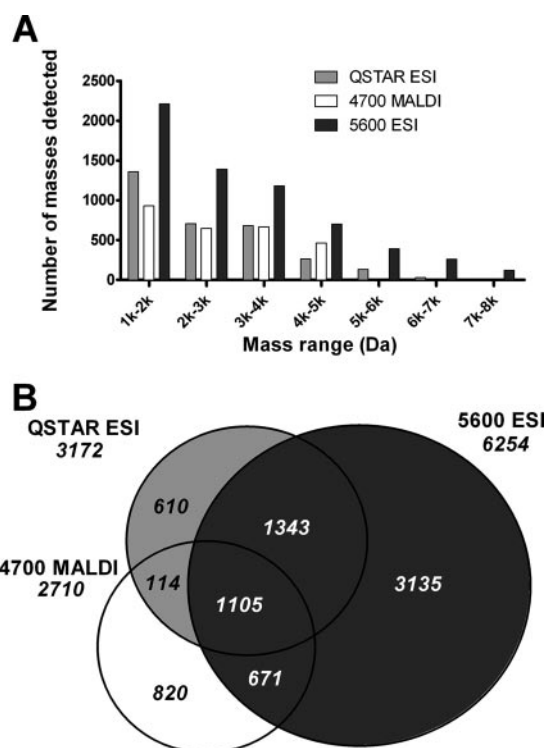 A
Number of masses detected
2500
2000
1500
1000
500
0
QSTAR ESI
4700 MALDI
5600 ESI
1k-2k
2k-3k
3k-4k
4k-5k
5k-6k
6k-7k
7k-8k
Mass range (Da)
B
QSTAR ESI
3172
5600 ESI
6254
610
1343
4700 MALDI
2710
114
1105
3135
820
671